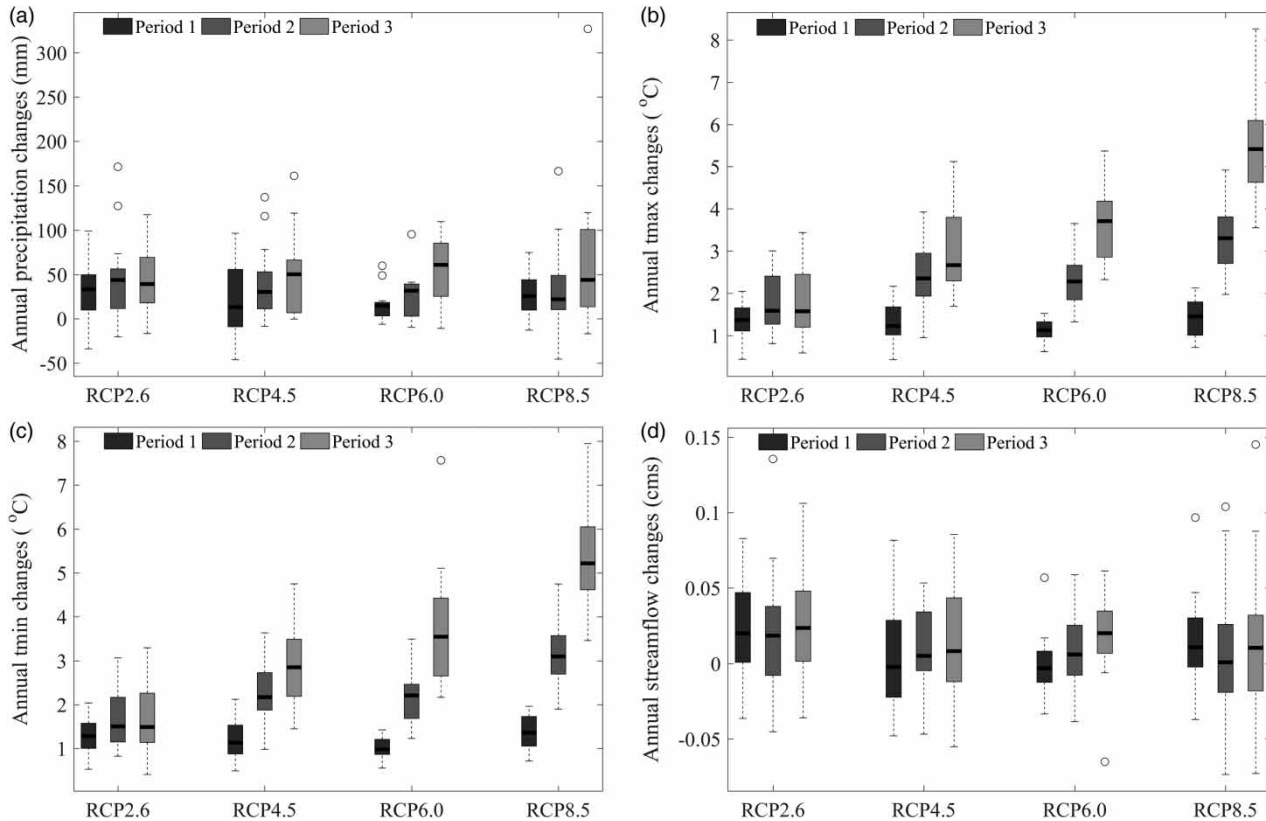 (a)
Period 1 Period 2 Period 3
Annual precipitation changes (mm)
300
250
200
150
100
50
0
-50
RCP2.6 RCP4.5 RCP6.0 RCP8.5
(b)
Period 1 Period 2 Period 3
Annual tmax changes ( °C)
8
7
6
5
4
3
2
1
RCP2.6 RCP4.5 RCP6.0 RCP8.5
(c)
Period 1 Period 2 Period 3
Annual tmin changes ( °C)
8
7
6
5
4
3
2
1
RCP2.6 RCP4.5 RCP6.0 RCP8.5
(d)
Period 1 Period 2 Period 3
Annual streamflow changes (cms)
0.15
0.1
0.05
0
-0.05
RCP2.6 RCP4.5 RCP6.0 RCP8.5